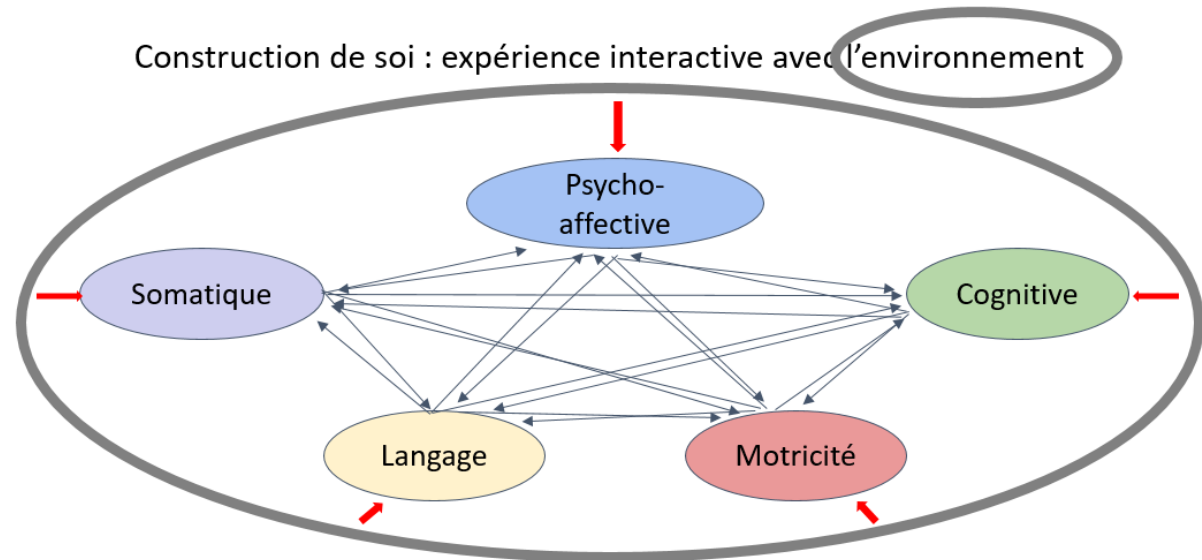 Construction de soi : expérience interactive avec l’environnement
Psycho-
affective
Somatique
Cognitive
Langage
Motricité